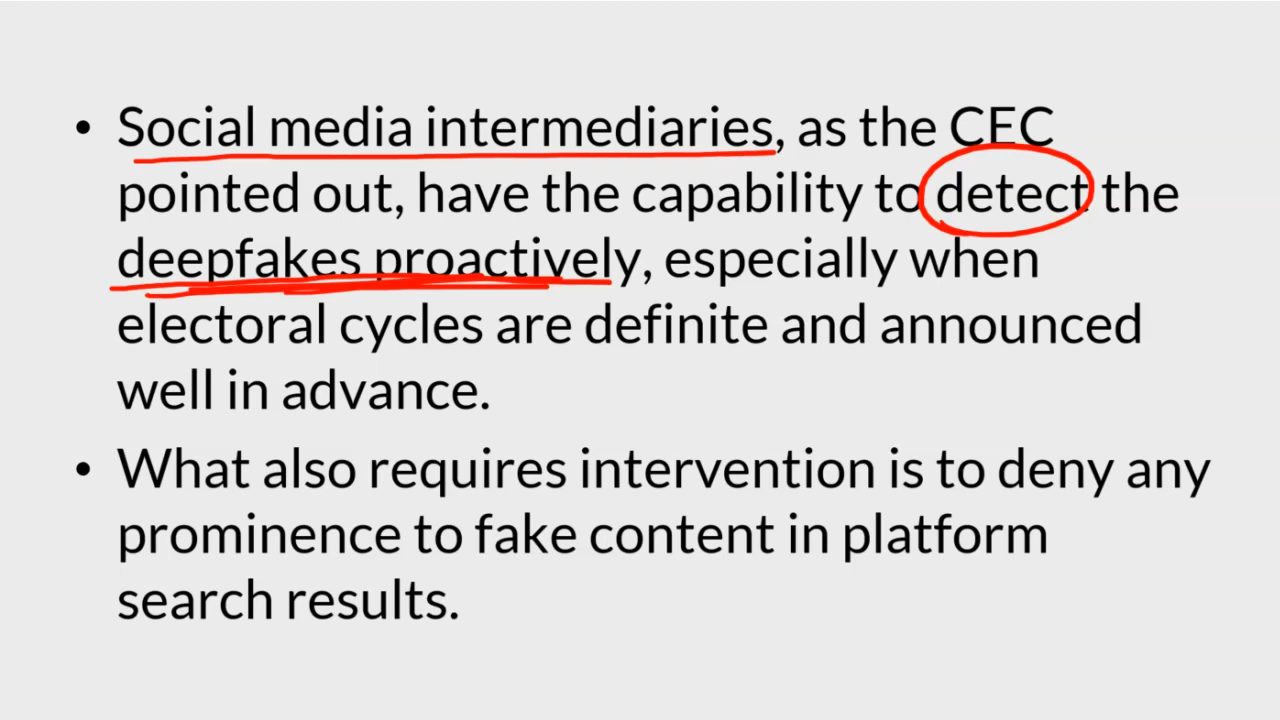 • Social media intermediaries, as the CEC
pointed out, have the capability to detect the
deepfakes proactively, especially when
electoral cycles are definite and announced
well in advance.
• What also requires intervention is to deny any
prominence to fake content in platform
search results.